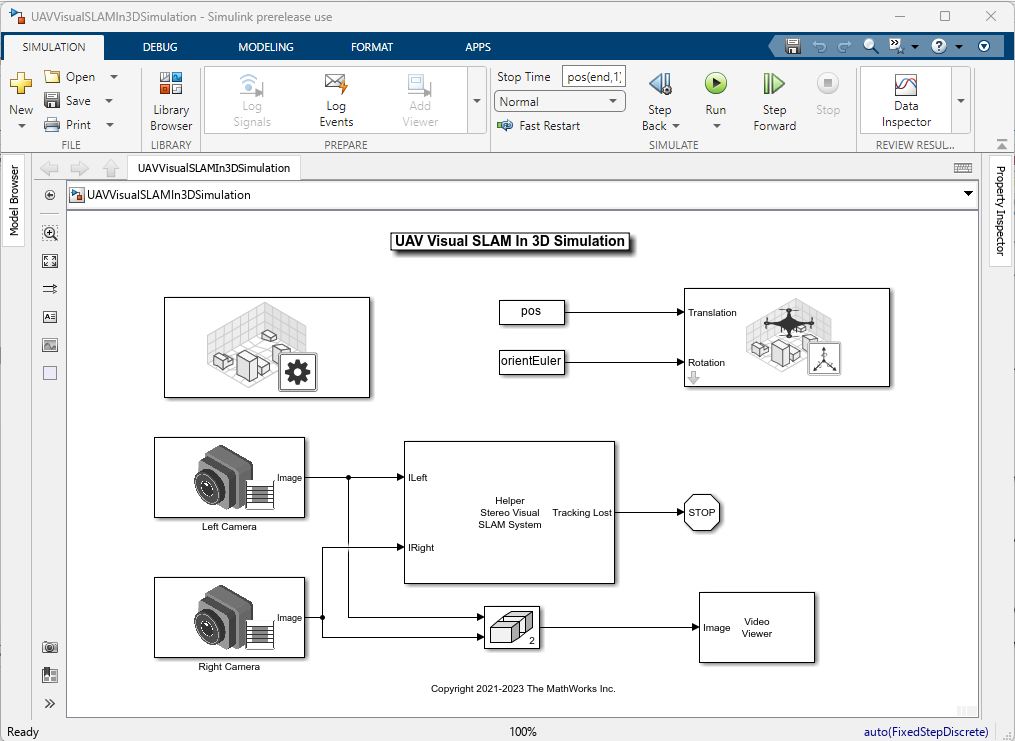 UAVVisualSLAMIn3DSimulation - Simulink prerelease use
SIMULATION
DEBUG
MODELING
FORMAT
APPS
New
Open
Save
Print
FILE
Library
Browser
LIBRARY
Log
Signals
Log
Events
Add
Viewer
PREPARE
Stop Time
pos(end,1)
Normal
Fast Restart
Step
Back
Run
Step
Forward
Stop
SIMULATE
Data
Inspector
REVIEW RESUL...
Model Browser
UAVVisualSLAMIn3DSimulation
UAVVisualSLAMIn3DSimulation
Property Inspector
UAV Visual SLAM In 3D Simulation
pos
orientEuler
Translation
Rotation
Image
Left Camera
ILeft
IRight
Helper
Stereo Visual
SLAM System
Tracking Lost
STOP
Image
Right Camera
2
Image
Video
Viewer
Copyright 2021-2023 The MathWorks Inc.
Ready
100%
auto(FixedStepDiscrete)